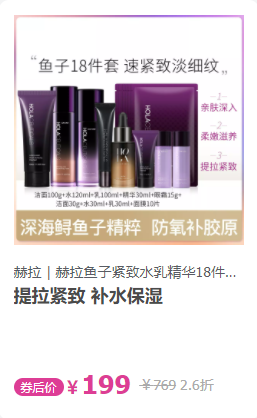 “鱼子18件套 速紧致淡细纹”
1
亲肤深入
2
柔嫩滋养
3
提拉紧致
HOLA
HOLA
洁面100g+水120ml+乳100ml+精华30ml+眼霜15g+
洁面30g+水30ml+乳30ml+面膜10片
深海鲟鱼子精粹 防氧补胶原
赫拉｜赫拉鱼子紧致水乳精华18件...
提拉紧致 补水保湿
券后价 ¥199 ¥769 2.6折